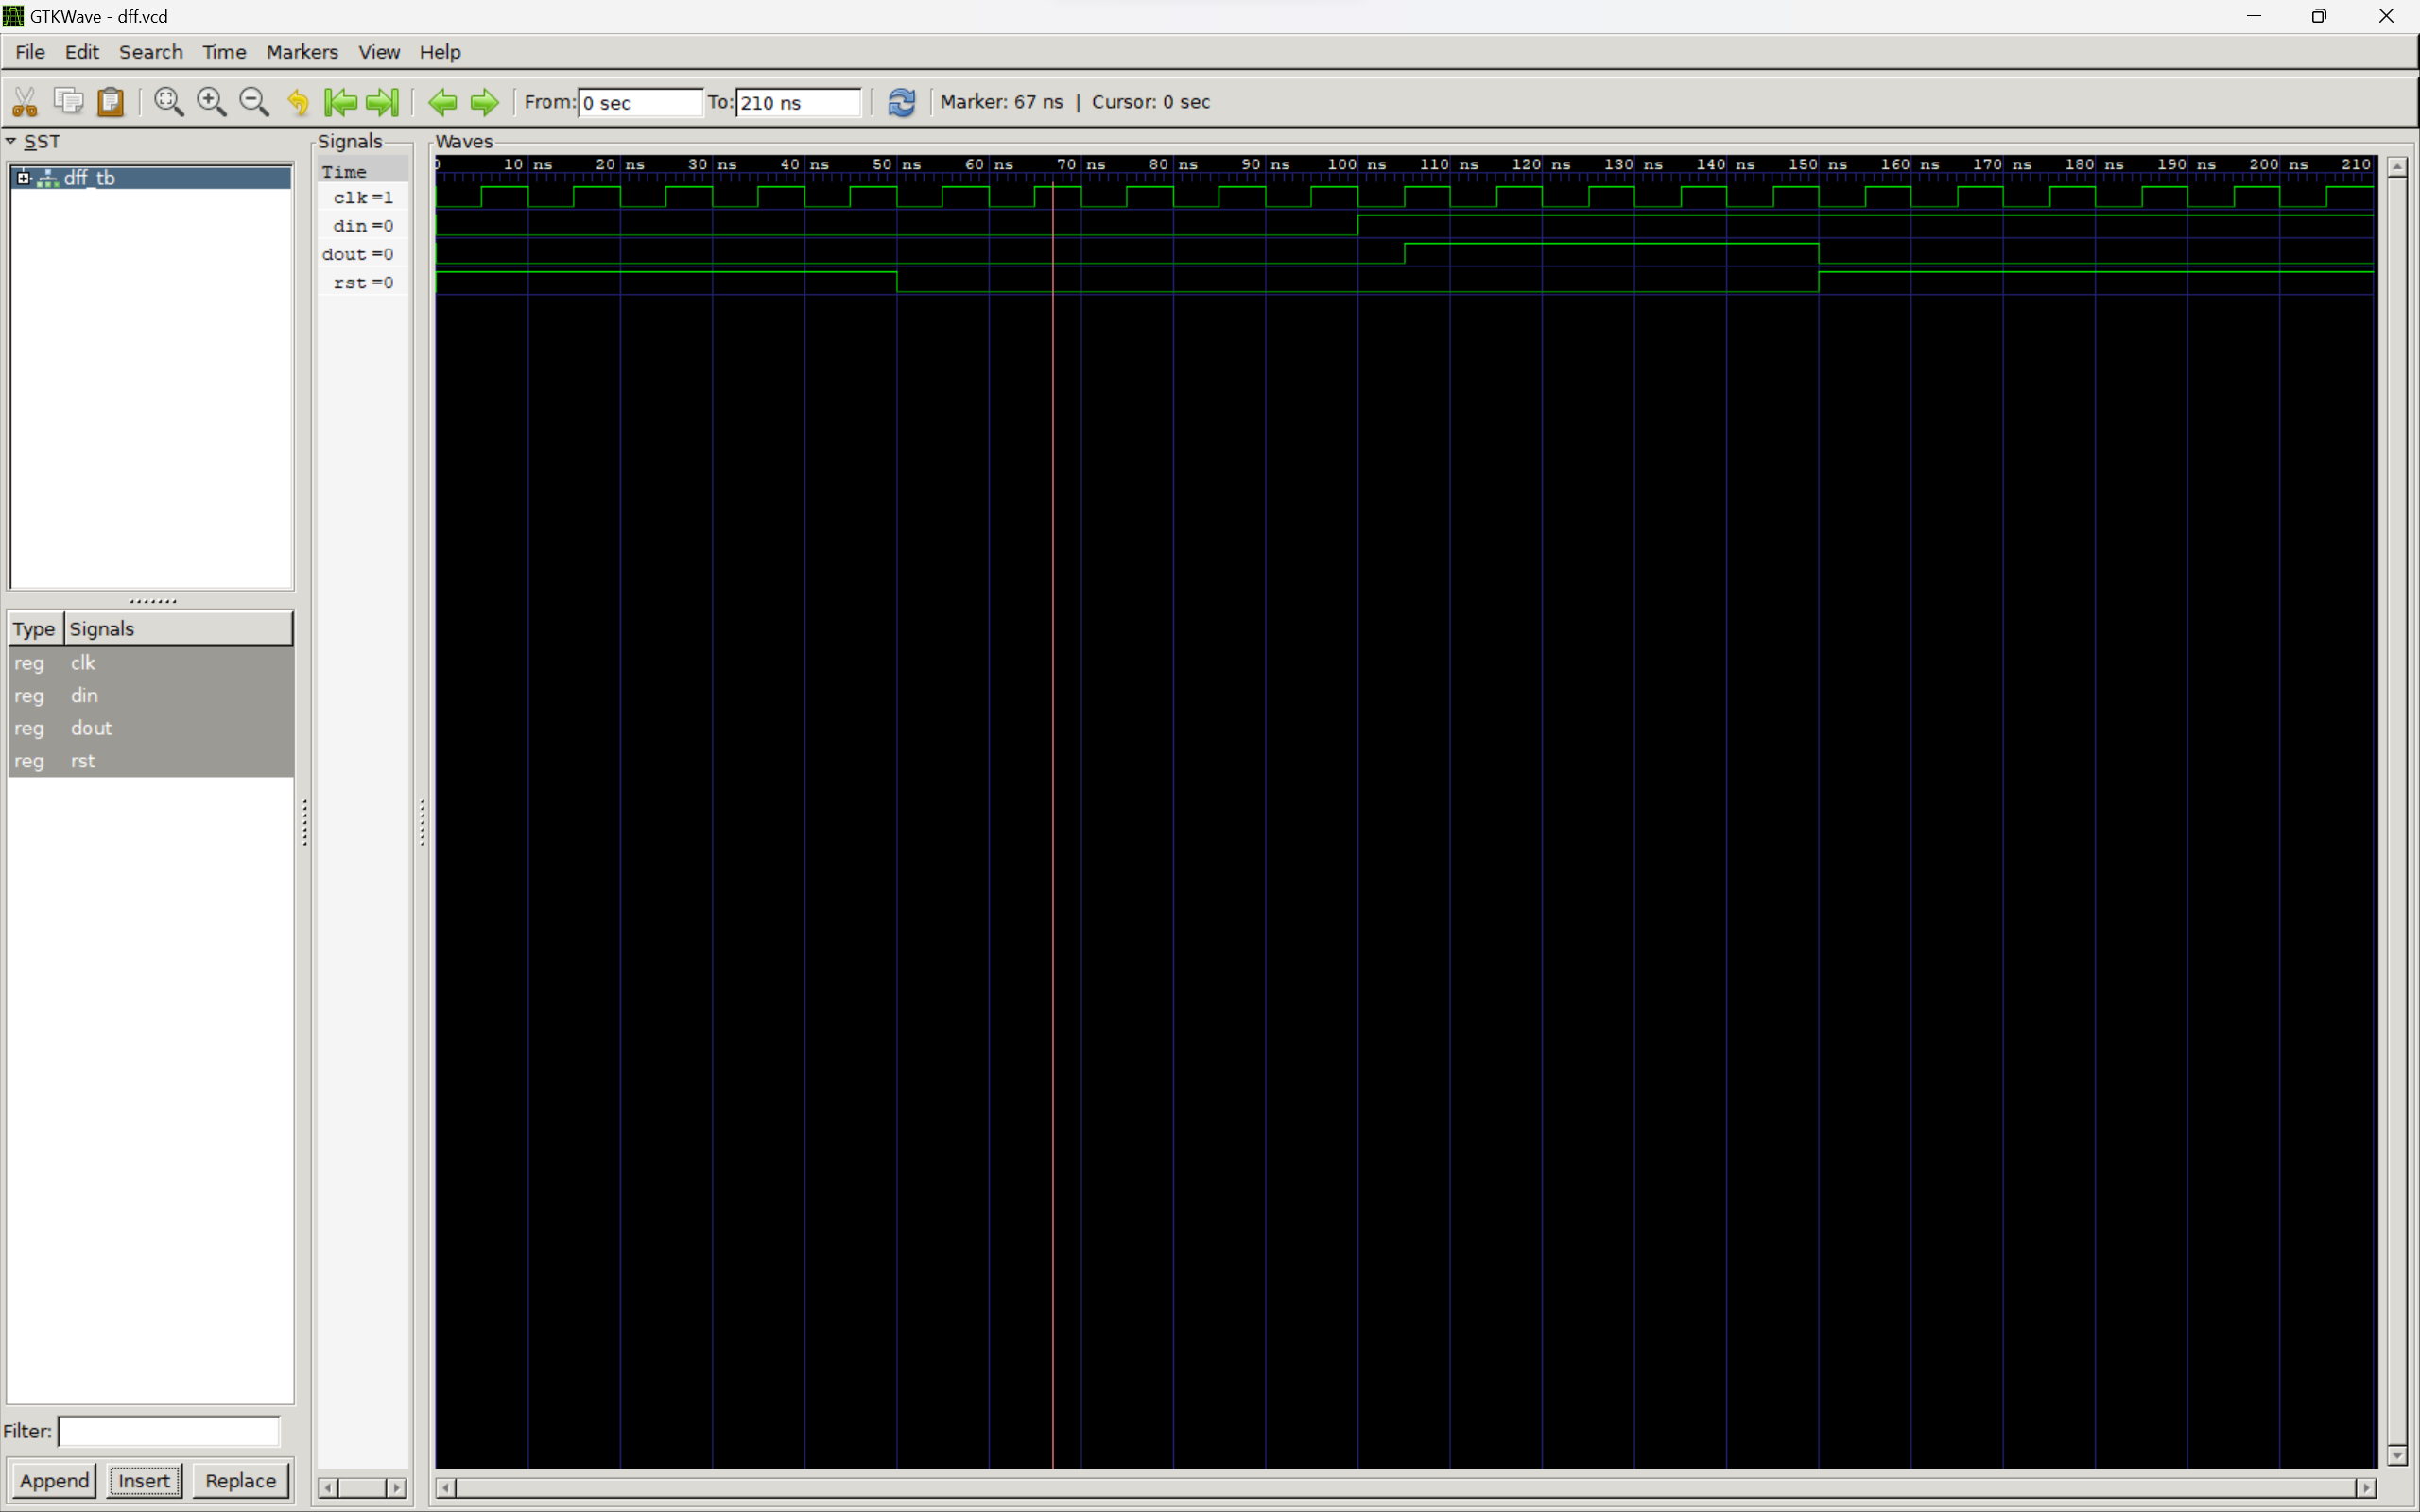 GTKWave - dff.vcd
File Edit Search Time Markers View Help
From: 0 sec To: 210 ns Marker: 67 ns | Cursor: 0 sec
SST
dff_tb
Type Signals
reg clk
reg din
reg dout
reg rst
Filter:
Append Insert Replace
Signals
Time
clk=1
din=0
dout=0
rst=0
Waves
0 10 ns 20 ns 30 ns 40 ns 50 ns 60 ns 70 ns 80 ns 90 ns 100 ns 110 ns 120 ns 130 ns 140 ns 150 ns 160 ns 170 ns 180 ns 190 ns 200 ns 210